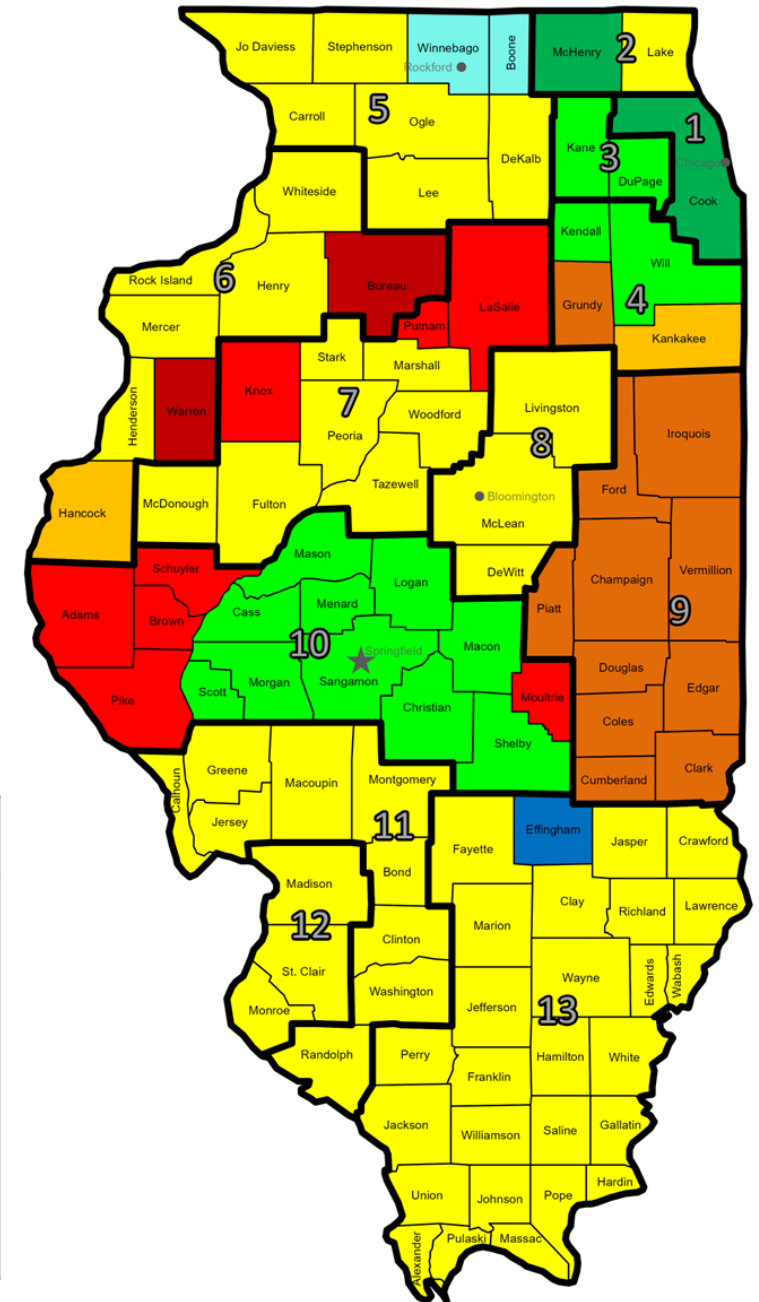 Jo Daviess
Stephenson
Winnebago
Boone
McHenry
2
Lake
Rockford
Carroll
5
Ogle
DeKalb
Kane
3
DuPage
1
Chicago
Cook
Whiteside
Lee
Kendall
Will
Rock Island
6
Henry
Bureau
Putnam
LaSalle
Grundy
4
Kankakee
Mercer
Henderson
Warren
Knox
Stark
Marshall
7
Peoria
Woodford
Livingston
8
Iroquois
Ford
Hancock
McDonough
Fulton
Tazewell
Bloomington
McLean
DeWitt
Piatt
Champaign
Vermillion
9
Schuyler
Adams
Brown
Pike
Mason
Logan
Cass
Menard
10
Springfield
Sangamon
Scott
Morgan
Christian
Macon
Moultrie
Shelby
Douglas
Coles
Edgar
Cumberland
Clark
Calhoun
Greene
Jersey
Macoupin
Montgomery
11
Bond
Fayette
Effingham
Jasper
Crawford
Madison
12
St. Clair
Monroe
Clinton
Washington
Marion
Clay
Richland
Lawrence
Wayne
Edwards
Wabash
Jefferson
13
Randolph
Perry
Franklin
Hamilton
White
Jackson
Williamson
Saline
Gallatin
Union
Johnson
Pope
Hardin
Alexander
Pulaski
Massac